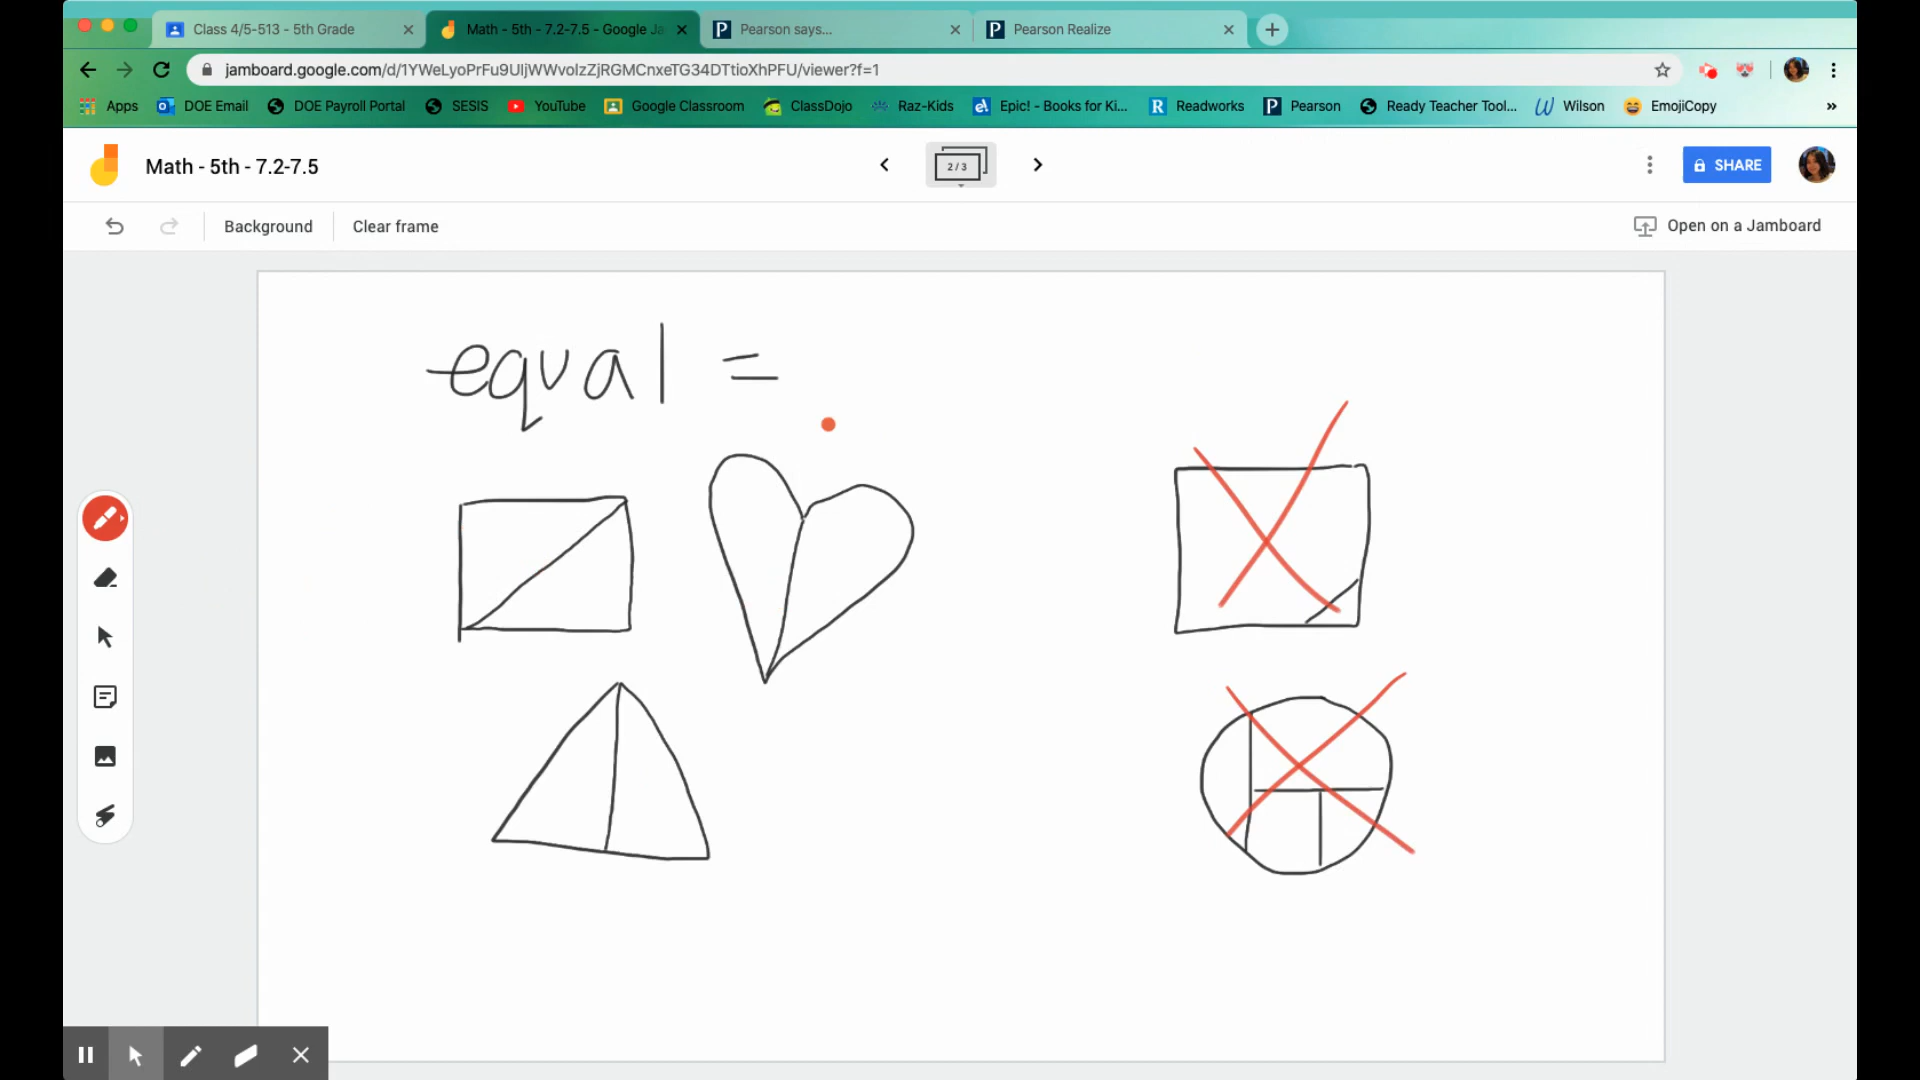 Class 4/5-513 - 5th Grade
Math - 5th - 7.2-7.5 - Google Ja
Pearson says...
Pearson Realize
jamboard.google.com/d/1YWeLyoPrFu9UljWWvolzZjRGMCnxeTG34DTtioXhPFU/viewer?f=1
Apps DOE Email DOE Payroll Portal SESIS YouTube Google Classroom ClassDojo Raz-Kids Epic! - Books for Ki... Readworks Pearson Ready Teacher Tool... Wilson EmojiCopy »
Math - 5th - 7.2-7.5
2 / 3
SHARE
Background Clear frame
Open on a Jamboard
equal =